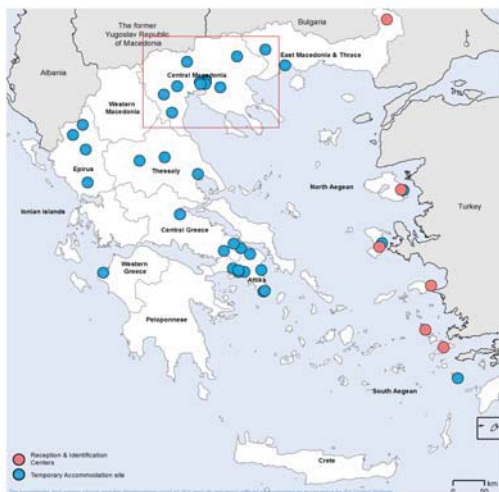 The former
Yugoslav Republic
of Macedonia
Bulgaria
Albania
East Macedonia & Thrace
Central Macedonia
Western
Macedonia
Epirus
Thessaly
North Aegean
Turkey
Ionian Islands
Central Greece
Western
Greece
Attika
Peloponnese
South Aegean
Crete
Reception & Identification
Centers
Temporary Accommodation site
km